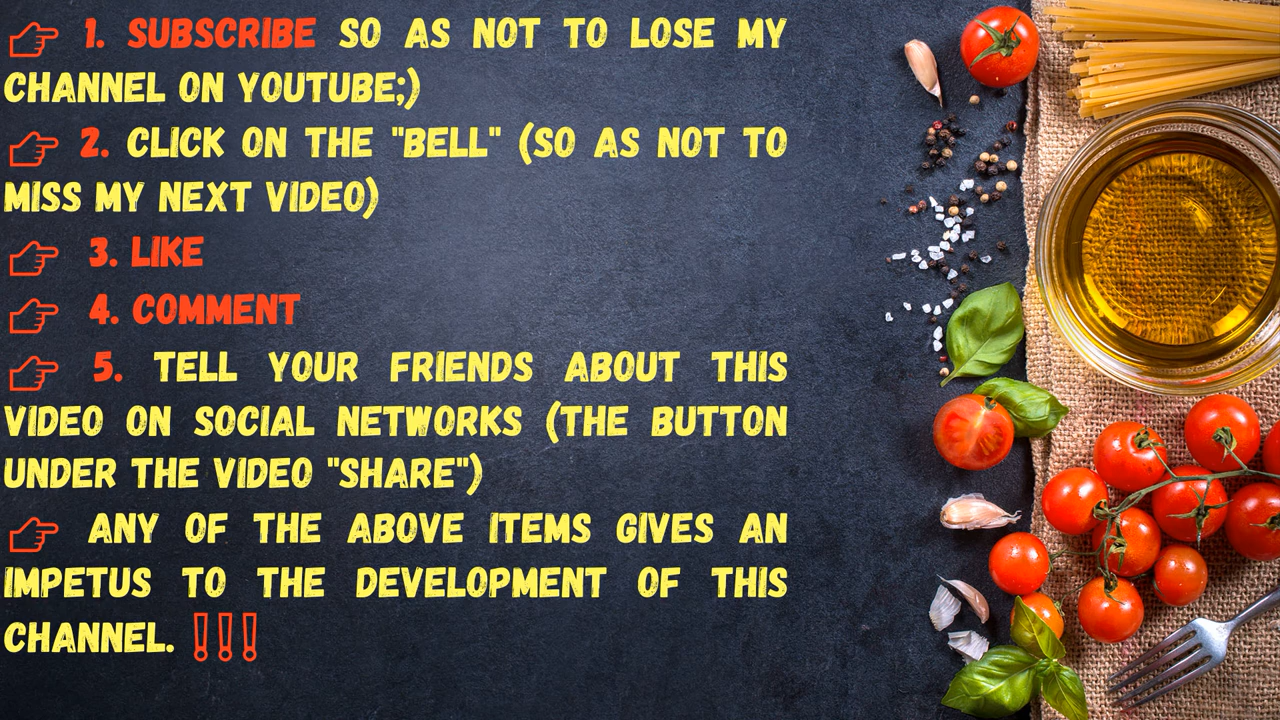 👉 1. SUBSCRIBE SO AS NOT TO LOSE MY
CHANNEL ON YOUTUBE;)
👉 2. CLICK ON THE "BELL" (SO AS NOT TO
MISS MY NEXT VIDEO)
👉 3. LIKE
👉 4. COMMENT
👉 5. TELL YOUR FRIENDS ABOUT THIS
VIDEO ON SOCIAL NETWORKS (THE BUTTON
UNDER THE VIDEO "SHARE")
👉 ANY OF THE ABOVE ITEMS GIVES AN
IMPETUS TO THE DEVELOPMENT OF THIS
CHANNEL. !!!